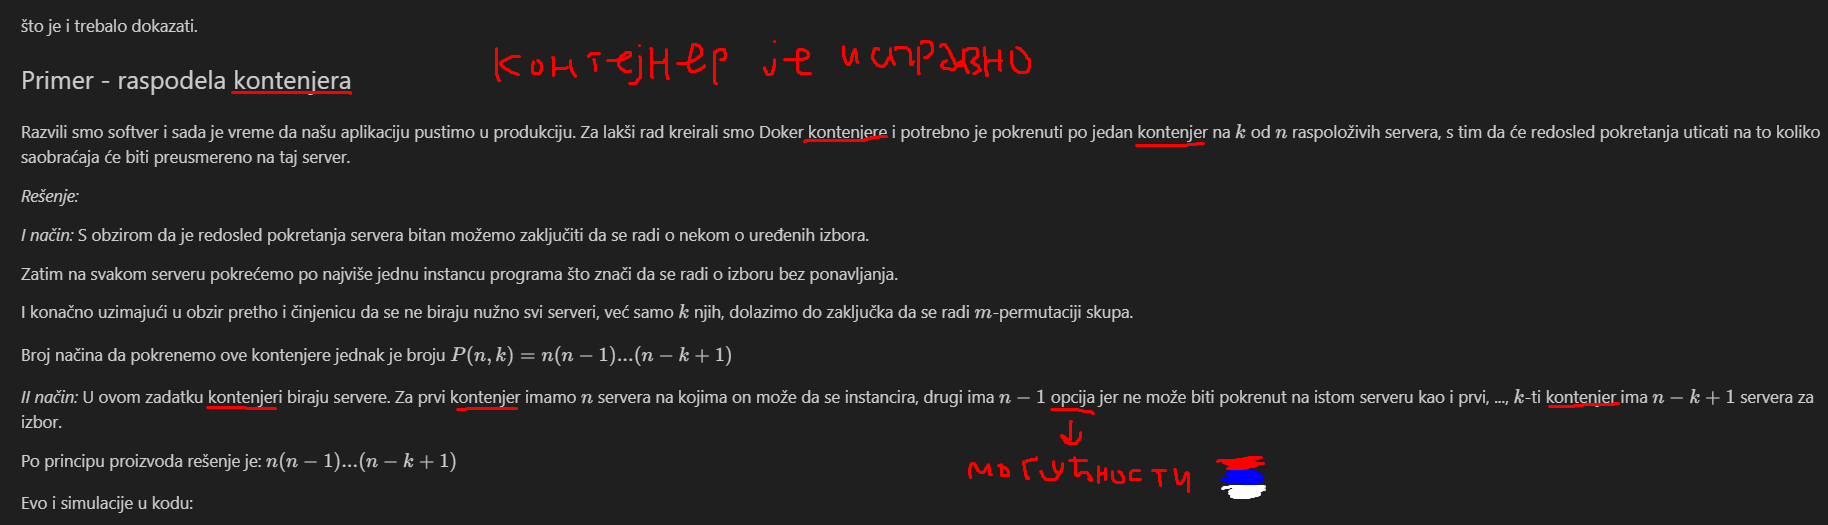 što je i trebalo dokazati.
контејнер је исправно
Primer - raspodela kontenjera
Razvili smo softver i sada je vreme da našu aplikaciju pustimo u produkciju. Za lakši rad kreirali smo Doker kontenjere i potrebno je pokrenuti po jedan kontenjer na k od n raspoloživih servera, s tim da će redosled pokretanja uticati na to koliko
saobraćaja će biti preusmereno na taj server.
Rešenje:
I način: S obzirom da je redosled pokretanja servera bitan možemo zaključiti da se radi o nekom o uređenih izbora.
Zatim na svakom serveru pokrećemo po najviše jednu instancu programa što znači da se radi o izboru bez ponavljanja.
I konačno uzimajući u obzir pretho i činjenicu da se ne biraju nužno svi serveri, već samo k njih, dolazimo do zaključka da se radi m-permutaciji skupa.
Broj načina da pokrenemo ove kontenjere jednak je broju P(n, k) = n(n − 1)...(n − k + 1)
II način: U ovom zadatku kontenjeri biraju servere. Za prvi kontenjer imamo n servera na kojima on može da se instancira, drugi ima n − 1 opcija jer ne može biti pokrenut na istom serveru kao i prvi, ..., k-ti kontenjer ima n − k + 1 servera za
izbor.
Po principu proizvoda rešenje je: n(n − 1)...(n − k + 1)
могућности
Evo i simulacije u kodu: